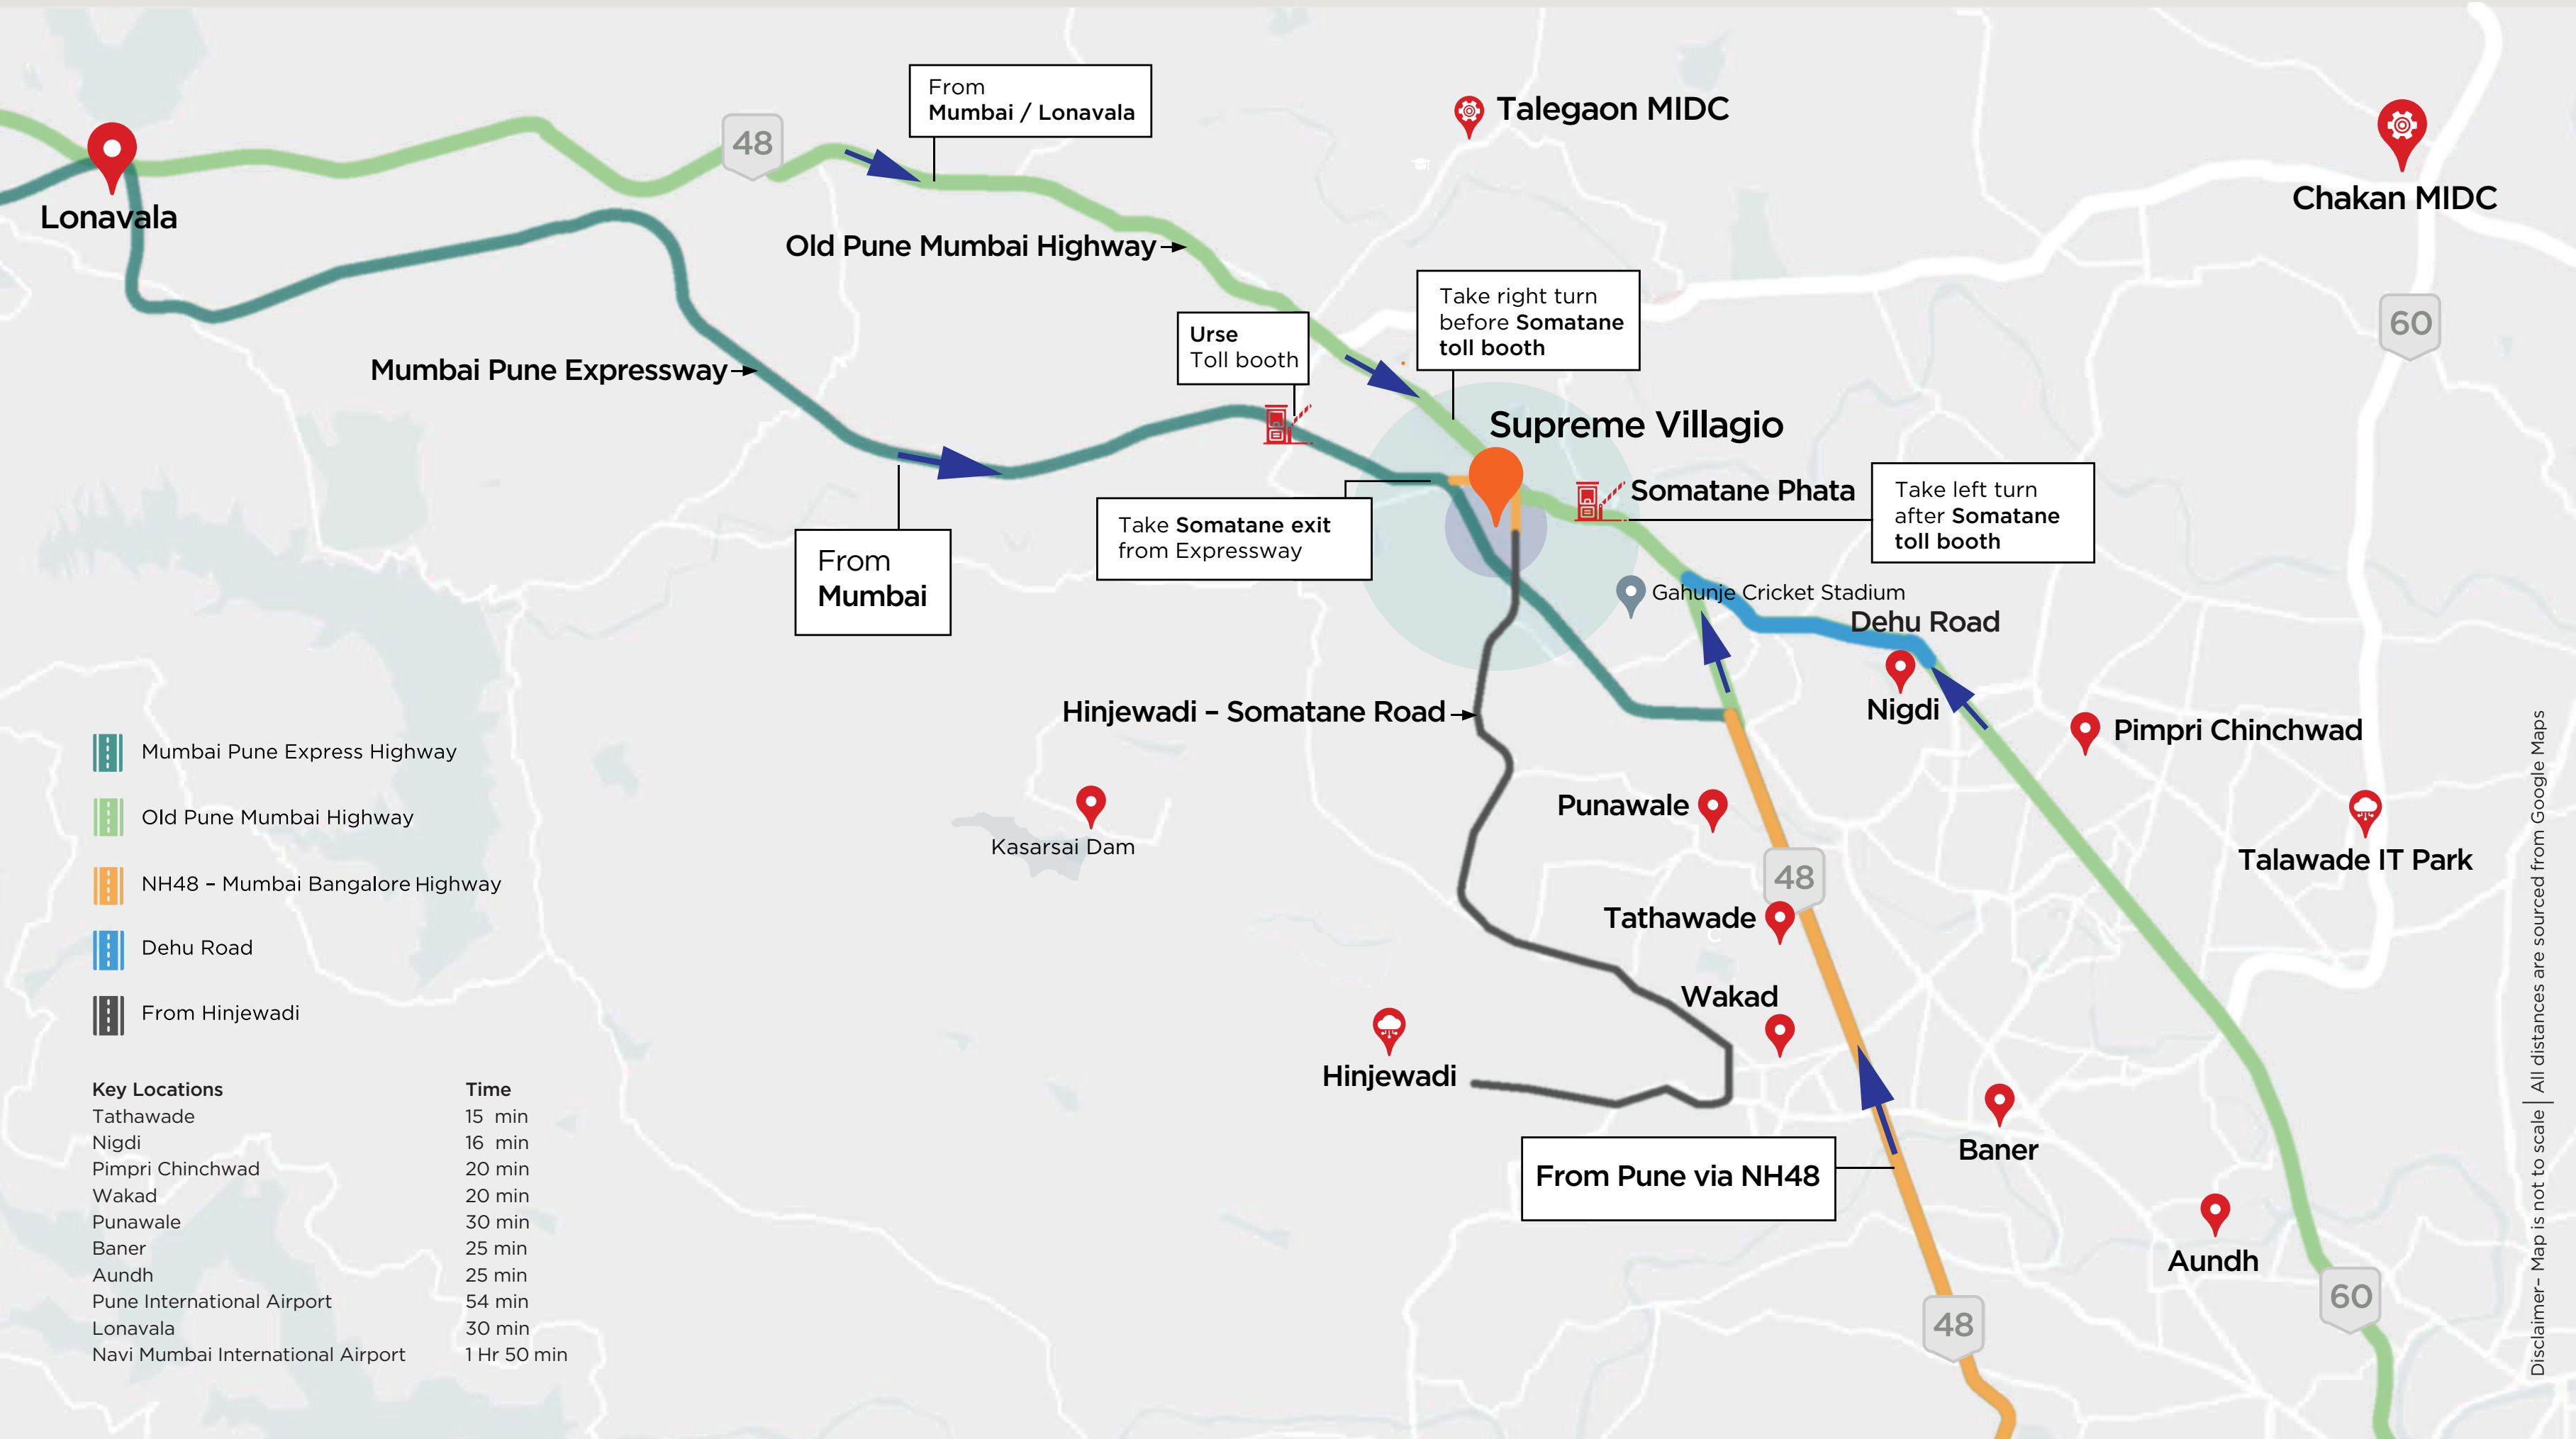 From
Mumbai / Lonavala
Talegaon MIDC
48
Chakan MIDC
Lonavala
Old Pune Mumbai Highway
Take right turn
before Somatane
toll booth
Urse
Toll booth
60
Mumbai Pune Expressway
Supreme Villagio
Somatane Phata
Take left turn
after Somatane
toll booth
Take Somatane exit
from Expressway
From
Mumbai
Gahunje Cricket Stadium
Dehu Road
Nigdi
Hinjewadi – Somatane Road
Pimpri Chinchwad
Punawale
Kasarsai Dam
Talawade IT Park
48
Tathawade
Wakad
Hinjewadi
Baner
From Pune via NH48
Aundh
60
48
Mumbai Pune Express Highway
Old Pune Mumbai Highway
NH48 – Mumbai Bangalore Highway
Dehu Road
From Hinjewadi
Key Locations Time
Tathawade 15 min
Nigdi 16 min
Pimpri Chinchwad 20 min
Wakad 20 min
Punawale 30 min
Baner 25 min
Aundh 25 min
Pune International Airport 54 min
Lonavala 30 min
Navi Mumbai International Airport 1 Hr 50 min
Disclaimer– Map is not to scale | All distances are sourced from Google Maps